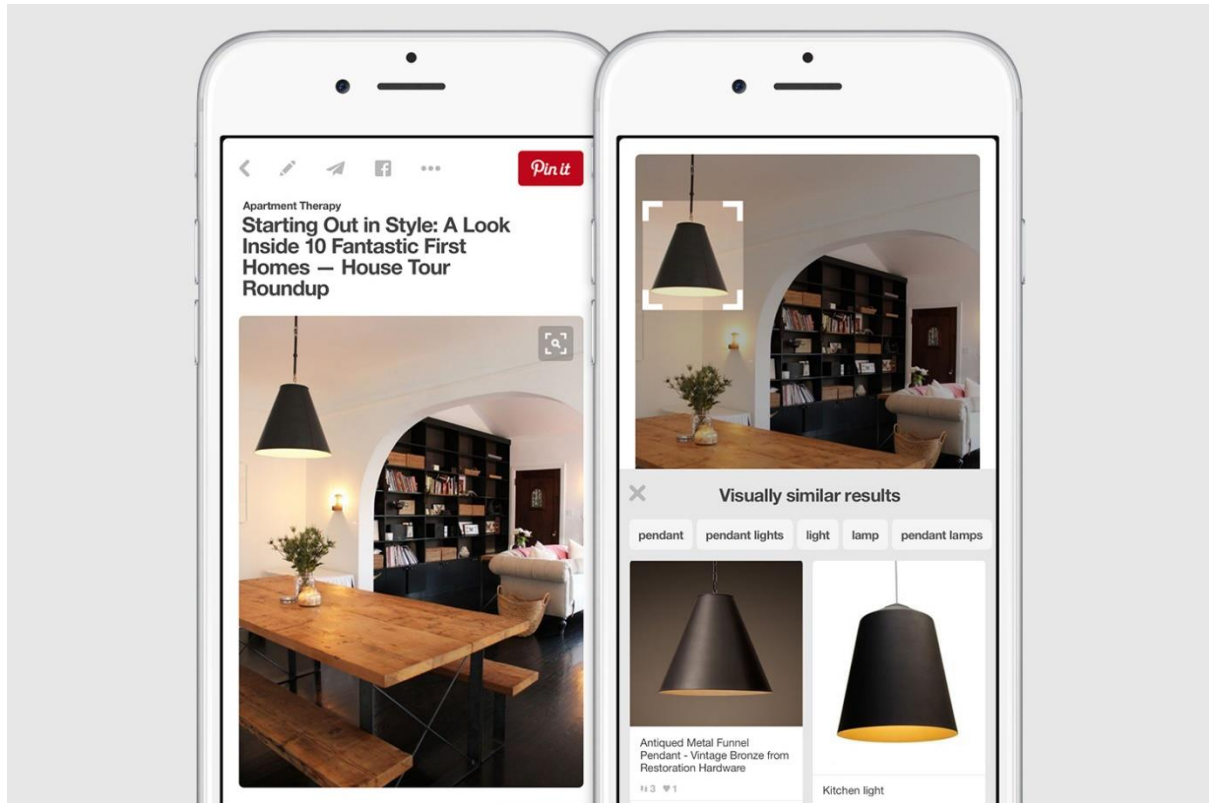 Pin it
Apartment Therapy
Starting Out in Style: A Look
Inside 10 Fantastic First
Homes — House Tour
Roundup
Visually similar results
pendant
pendant lights
light
lamp
pendant lamps
Antiqued Metal Funnel
Pendant - Vintage Bronze from
Restoration Hardware
3 1
Kitchen light